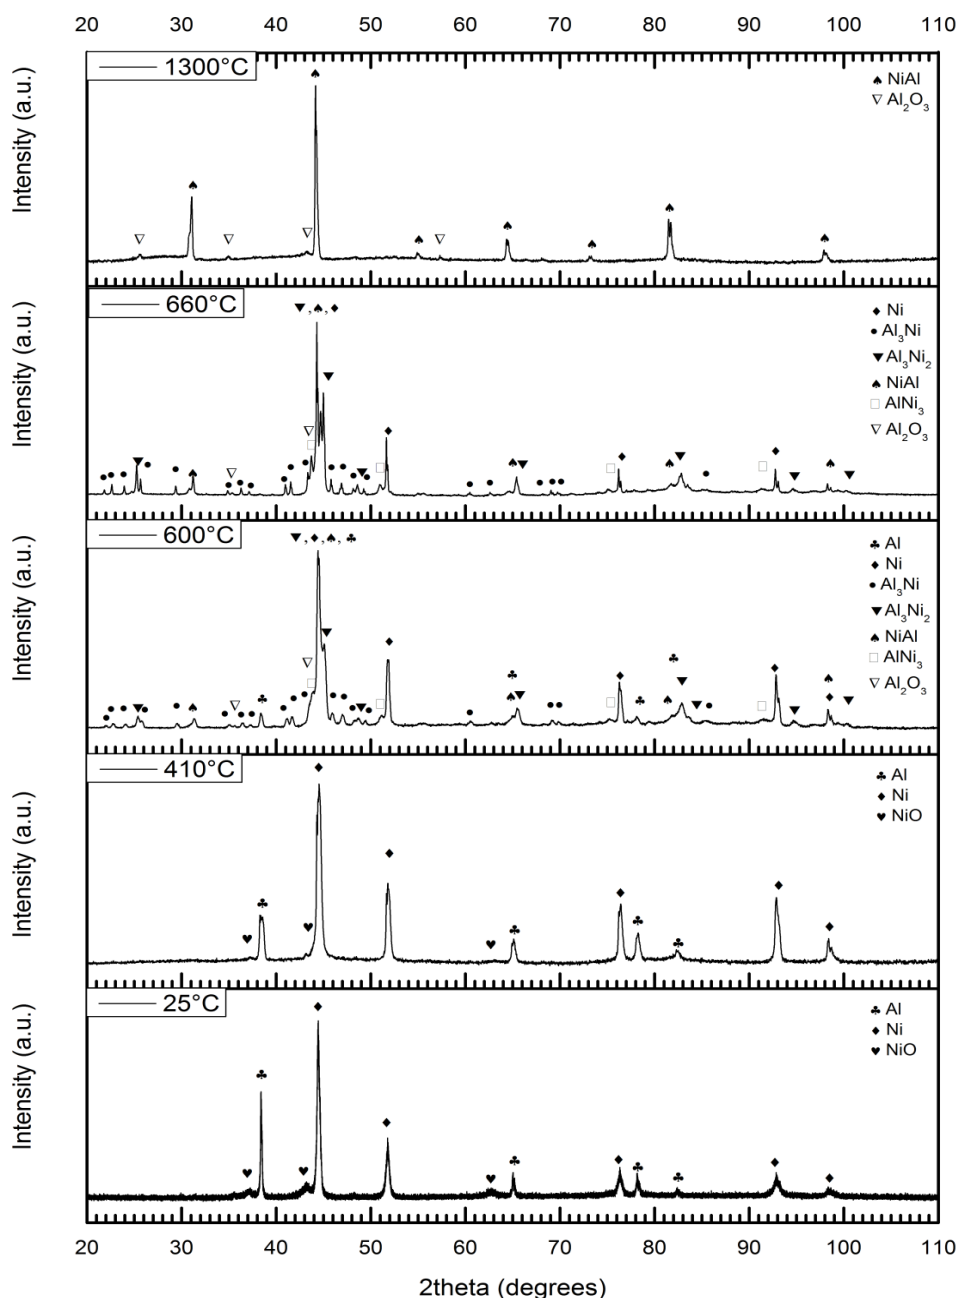 20 30 40 50 60 70 80 90 100 110
1300°C
NiAl
Al₂O₃
Intensity (a.u.)
660°C
Ni
Al₃Ni
Al₃Ni₂
NiAl
AlNi₃
Al₂O₃
Intensity (a.u.)
600°C
Al
Ni
Al₃Ni
Al₃Ni₂
NiAl
AlNi₃
Al₂O₃
Intensity (a.u.)
410°C
Al
Ni
NiO
Intensity (a.u.)
25°C
Al
Ni
NiO
Intensity (a.u.)
20 30 40 50 60 70 80 90 100 110
2theta (degrees)